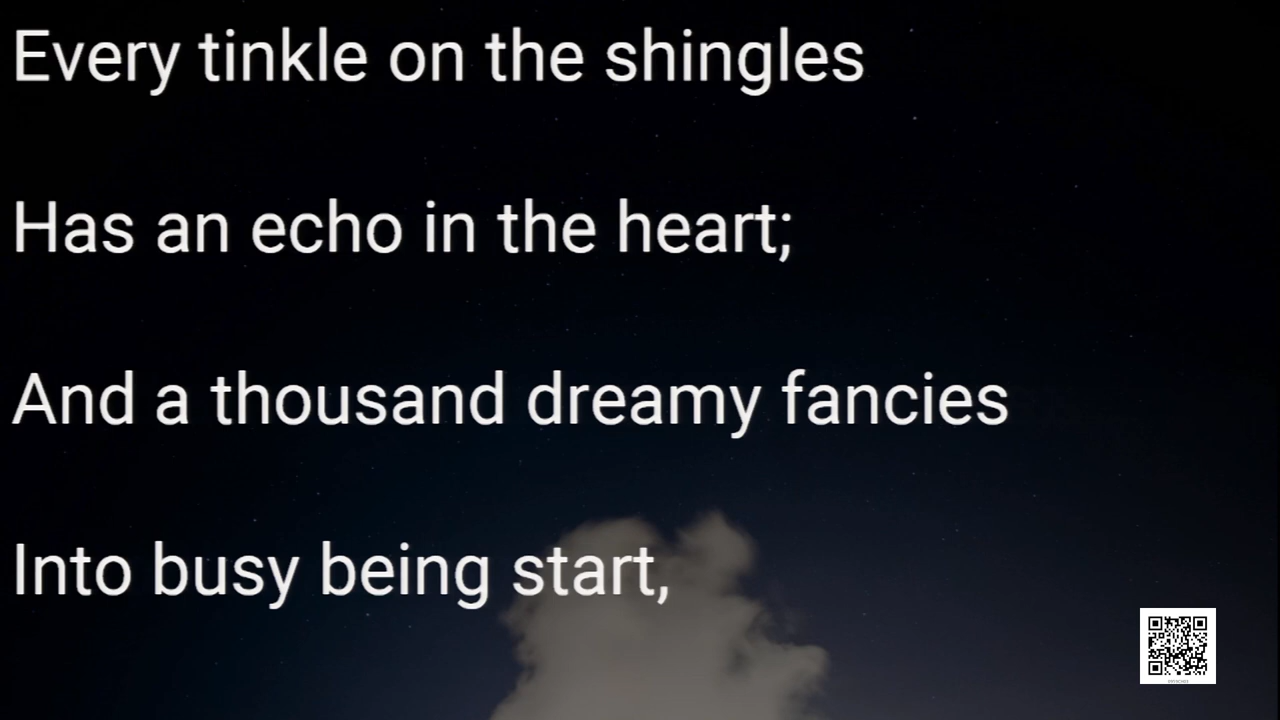 Every tinkle on the shingles
Has an echo in the heart;
And a thousand dreamy fancies
Into busy being start,